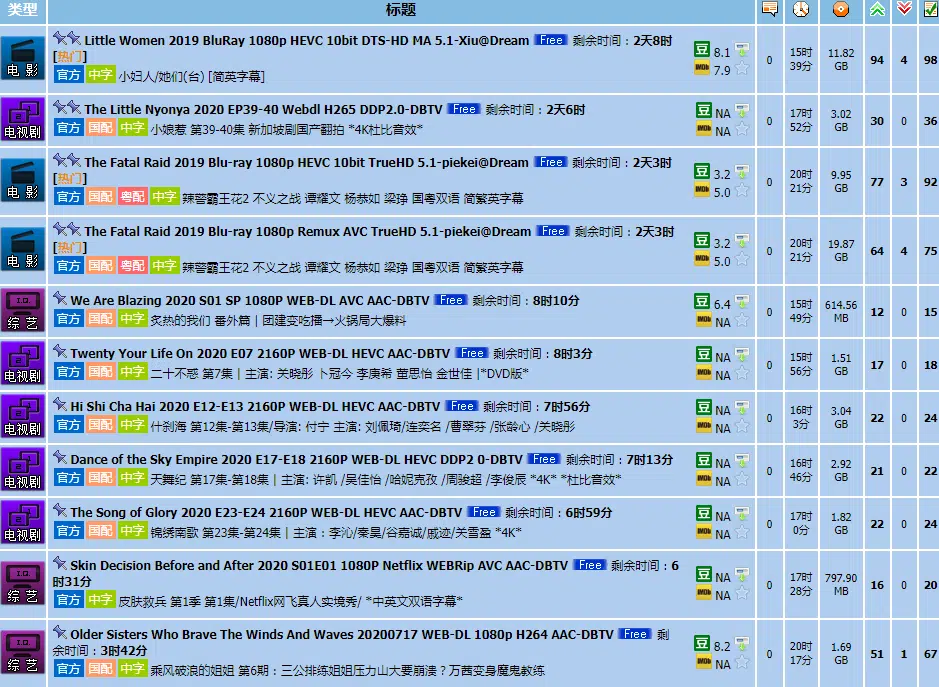 类型 标题
Little Women 2019 BluRay 1080p HEVC 10bit DTS-HD MA 5.1-Xiu@Dream Free 剩余时间：2天8时
[热门]
电 影 官方 中字 小妇人/她们(台) [简英字幕]
豆 8.1
IMDb 7.9
0 15时39分 11.82 GB 94 4 98
The Little Nyonya 2020 EP39-40 Webdl H265 DDP2.0-DBTV Free 剩余时间：2天6时
电视剧 官方 国配 中字 小娘惹 第39-40集 新加坡剧国产翻拍 *4K杜比音效*
豆 NA
IMDb NA
0 17时52分 3.02 GB 30 0 36
The Fatal Raid 2019 Blu-ray 1080p HEVC 10bit TrueHD 5.1-piekei@Dream Free 剩余时间：2天3时
[热门]
电 影 官方 国配 粤配 中字 辣警霸王花2 不义之战 谭耀文 杨恭如 梁琤 国粤双语 简繁英字幕
豆 3.2
IMDb 5.0
0 20时21分 9.95 GB 77 3 92
The Fatal Raid 2019 Blu-ray 1080p Remux AVC TrueHD 5.1-piekei@Dream Free 剩余时间：2天3时
[热门]
电 影 官方 国配 粤配 中字 辣警霸王花2 不义之战 谭耀文 杨恭如 梁琤 国粤双语 简繁英字幕
豆 3.2
IMDb 5.0
0 20时21分 19.87 GB 64 4 75
We Are Blazing 2020 S01 SP 1080P WEB-DL AVC AAC-DBTV Free 剩余时间：8时10分
综 艺 官方 国配 中字 炙热的我们 番外篇 | 团建变吃播→火锅局大爆料
豆 6.4
IMDb NA
0 15时49分 614.56 MB 12 0 15
Twenty Your Life On 2020 E07 2160P WEB-DL HEVC AAC-DBTV Free 剩余时间：8时3分
电视剧 官方 国配 中字 二十不惑 第7集 | 主演: 关晓彤 卜冠今 李庚希 董思怡 金世佳 |*DVD版*
豆 NA
IMDb NA
0 15时56分 1.51 GB 17 0 18
Hi Shi Cha Hai 2020 E12-E13 2160P WEB-DL HEVC AAC-DBTV Free 剩余时间：7时56分
电视剧 官方 国配 中字 什刹海 第12集-第13集/导演: 付宁 主演: 刘佩琦/连奕名 /曹翠芬 /张龄心 /关晓彤
豆 NA
IMDb NA
0 16时3分 3.04 GB 22 0 24
Dance of the Sky Empire 2020 E17-E18 2160P WEB-DL HEVC DDP2 0-DBTV Free 剩余时间：7时13分
电视剧 官方 国配 中字 天舞纪 第17集-第18集 | 主演：许凯 /吴佳怡 /哈妮克孜 /周骏超 /李俊辰 *4K* *杜比音效*
豆 NA
IMDb NA
0 16时46分 2.92 GB 21 0 22
The Song of Glory 2020 E23-E24 2160P WEB-DL HEVC AAC-DBTV Free 剩余时间：6时59分
电视剧 官方 国配 中字 锦绣南歌 第23集-第24集 | 主演：李沁/秦昊/谷嘉诚/戚迹/关雪盈 *4K*
豆 NA
IMDb NA
0 17时0分 1.82 GB 22 0 24
Skin Decision Before and After 2020 S01E01 1080P Netflix WEBRip AVC AAC-DBTV Free 剩余时间：6
时31分
综 艺 官方 中字 皮肤救兵 第1季 第1集/Netflix网飞真人实境秀/ *中英文双语字幕*
豆 NA
IMDb NA
0 17时28分 797.90 MB 16 0 20
Older Sisters Who Brave The Winds And Waves 20200717 WEB-DL 1080p H264 AAC-DBTV Free 剩
余时间：3时42分
综 艺 官方 国配 中字 乘风破浪的姐姐 第6期：三公排练姐姐压力山大要崩溃？万茜变身魔鬼教练
豆 8.2
IMDb NA
0 20时17分 1.69 GB 51 1 67